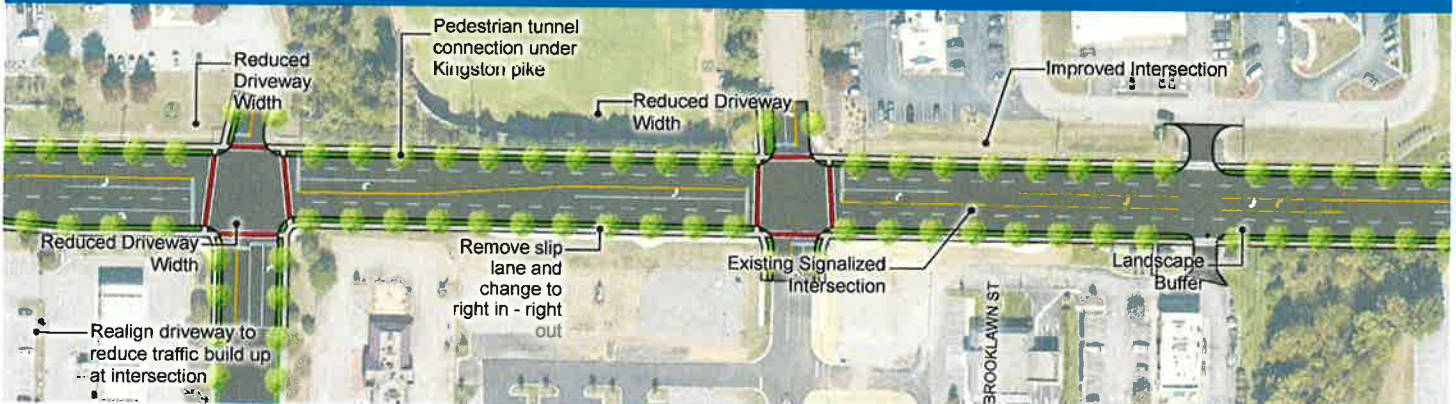 Pedestrian tunnel
connection under
Kingston pike
Reduced
Driveway
Width
Reduced Driveway
Width
Improved Intersection
Reduced Driveway
Width
Remove slip
lane and
change to
right in - right
out
Existing Signalized
Intersection
Landscape
Buffer
Realign driveway to
reduce traffic build up
at intersection
BROOKLAWN ST